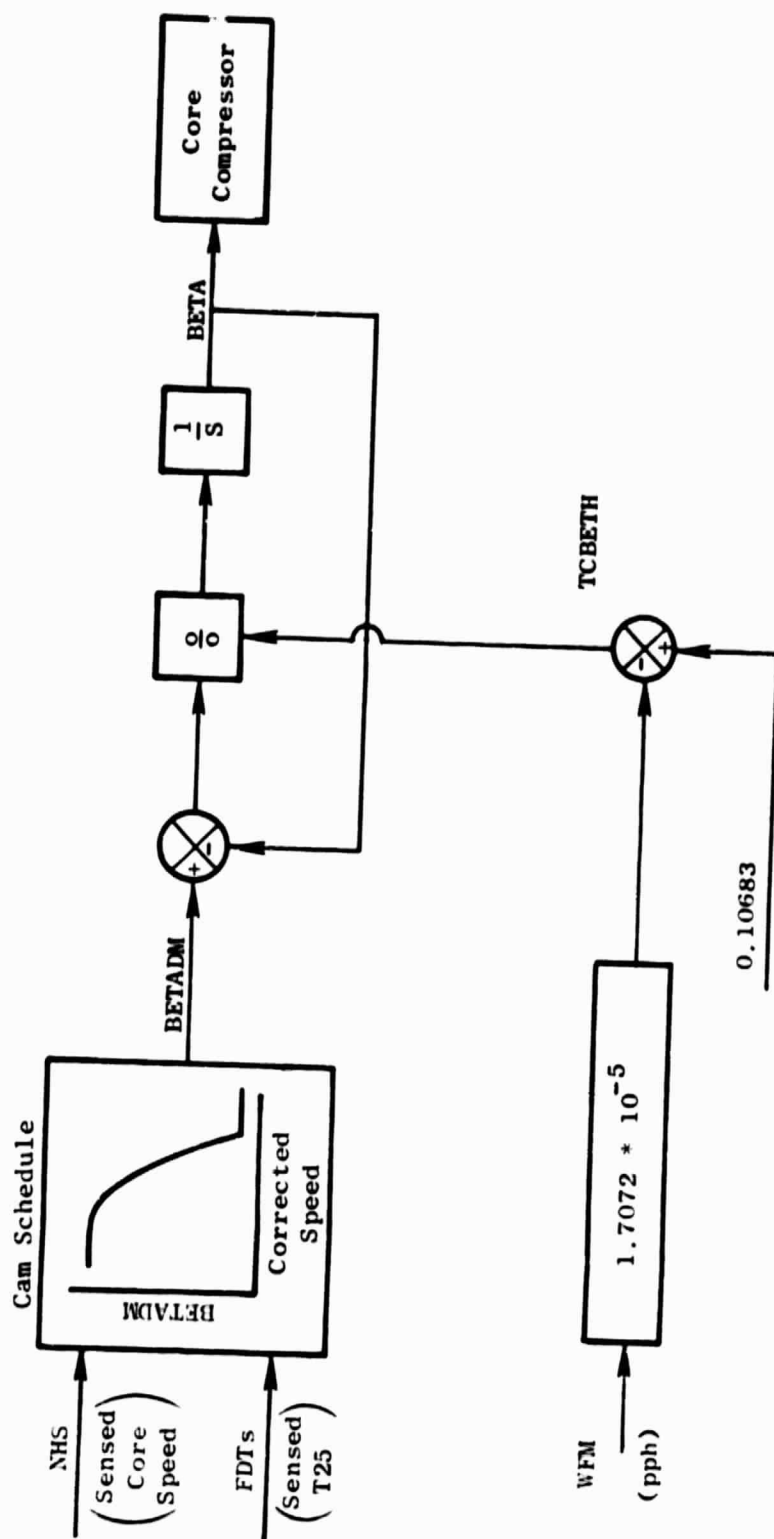 Cam Schedule
NHS
(Sensed
Core
Speed)
FDTs
(Sensed
T25)
BETADM
Corrected
Speed
BETADM
+
-
o/o
1/S
BETA
Core
Compressor
WFM
(pph)
1.7072 * 10⁻⁵
-
+
TCBETH
0.10683